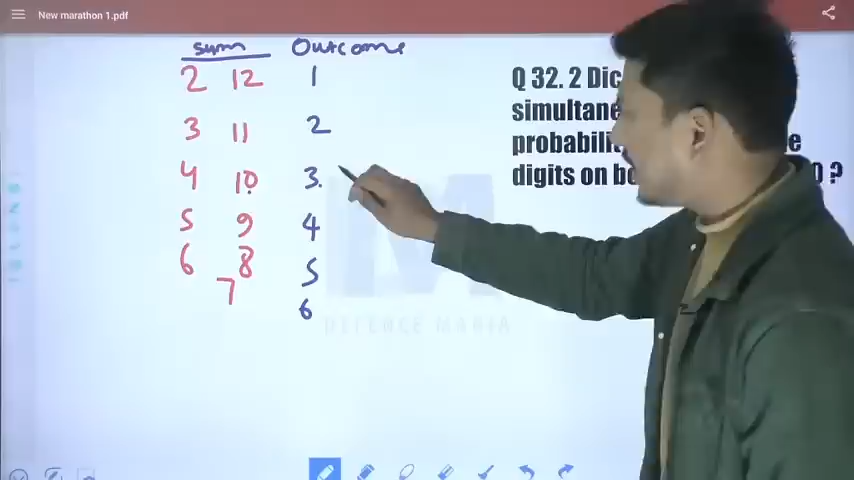 New marathon 1.pdf
Sum Outcome
2 12 1
3 11 2
4 10 3.
5 9 4
6 8 5
7 6
Q 32. 2 Dic
simultane
probabili e
digits on b 0 ?
DEFENCE MANIA